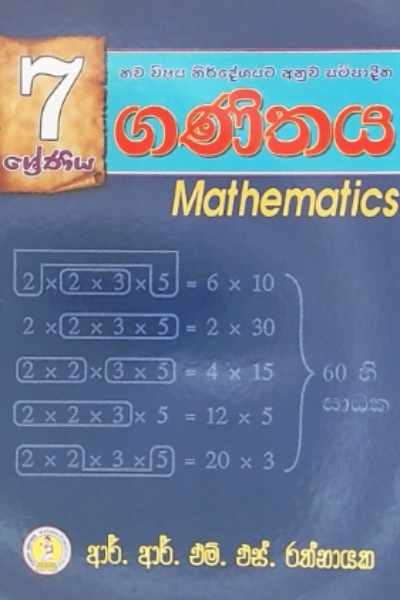 නව විෂය නිර්දේශයට අනුව සම්පාදිත
7
ශ්‍රේණිය
ගණිතය
Mathematics
2 × 2 × 3 × 5 = 6 × 10
2 × 2 × 3 × 5 = 2 × 30
2 × 2 × 3 × 5 = 4 × 15
2 × 2 × 3 × 5 = 12 × 5
2 × 2 × 3 × 5 = 20 × 3
60 හි
සාධක
ආර්. ආර්. එම්. එස්. රත්නායක